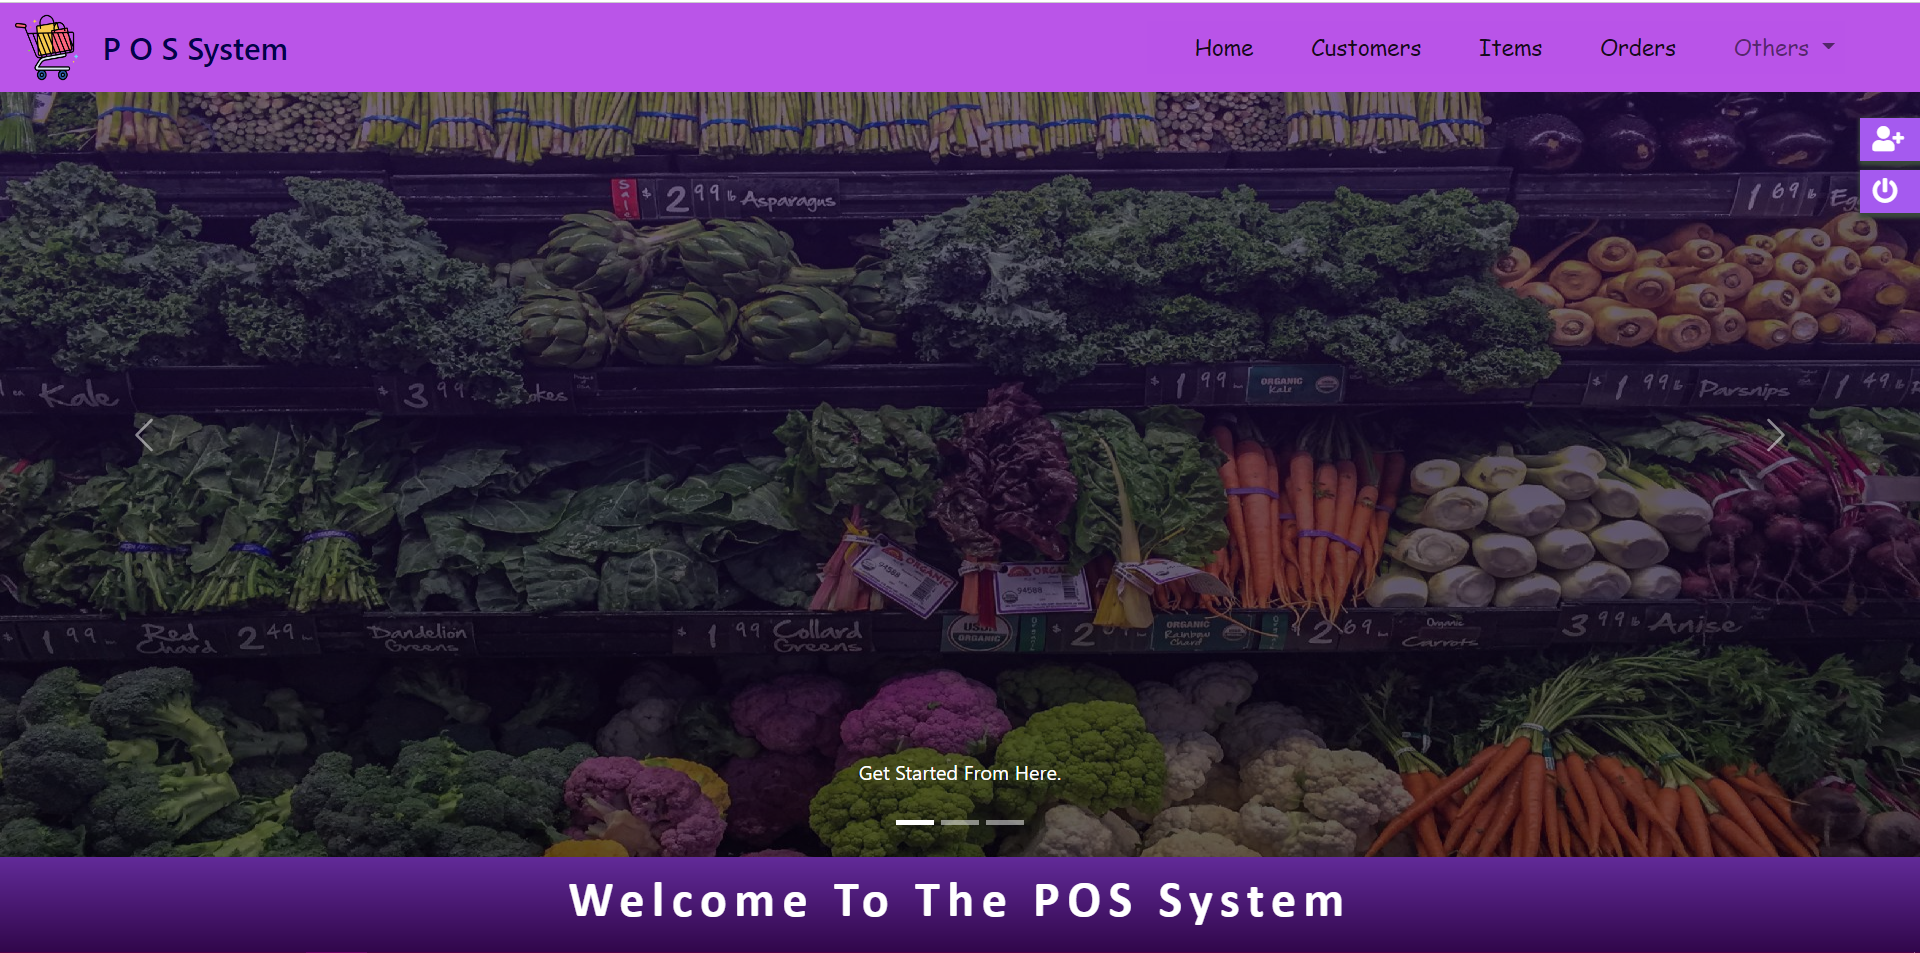 P O S System
Home
Customers
Items
Orders
Others
Sale $ 2 99 lb Asparagus
1 69 lb
Kale
3 99
$ 1 99
ORGANIC
Kale
$ 1 99 lb Parsnips
1 49
94588
ORGANIC
94588
1 99
Red
Chard
2 49
Dandelion
Greens
$ 1 99
Collard
Greens
USDA
ORGANIC
$ 2
ORGANIC
Rainbow
Chard
$ 2 69
Organic
Carrots
3 99 lb Anise
Get Started From Here.
Welcome To The POS System